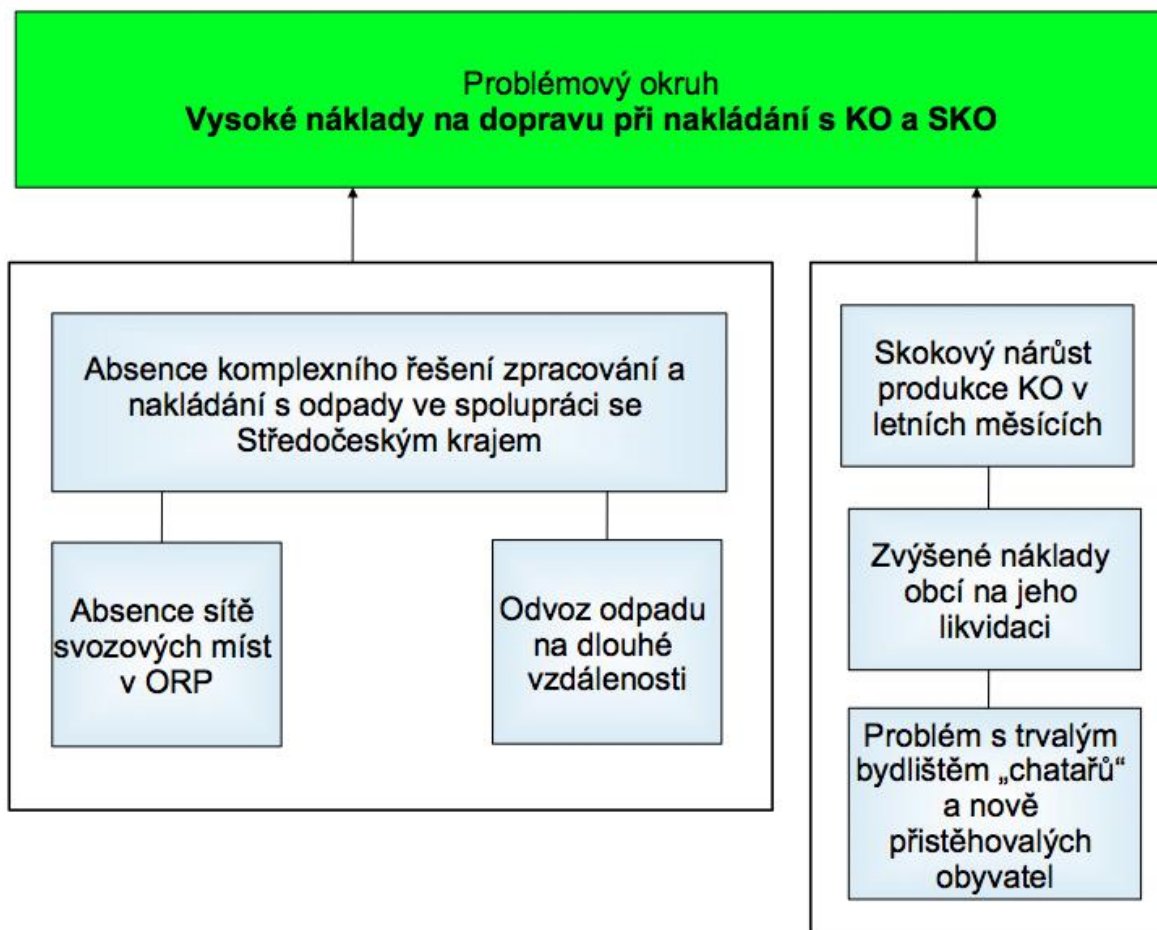 Problémový okruh
Vysoké náklady na dopravu při nakládání s KO a SKO
Absence komplexního řešení zpracování a
nakládání s odpady ve spolupráci se
Středočeským krajem
Absence sítě
svozových míst
v ORP
Odvoz odpadu
na dlouhé
vzdálenosti
Skokový nárůst
produkce KO v
letních měsících
Zvýšené náklady
obcí na jeho
likvidaci
Problém s trvalým
bydlištěm „chatařů“
a nově
přistěhovalých
obyvatel